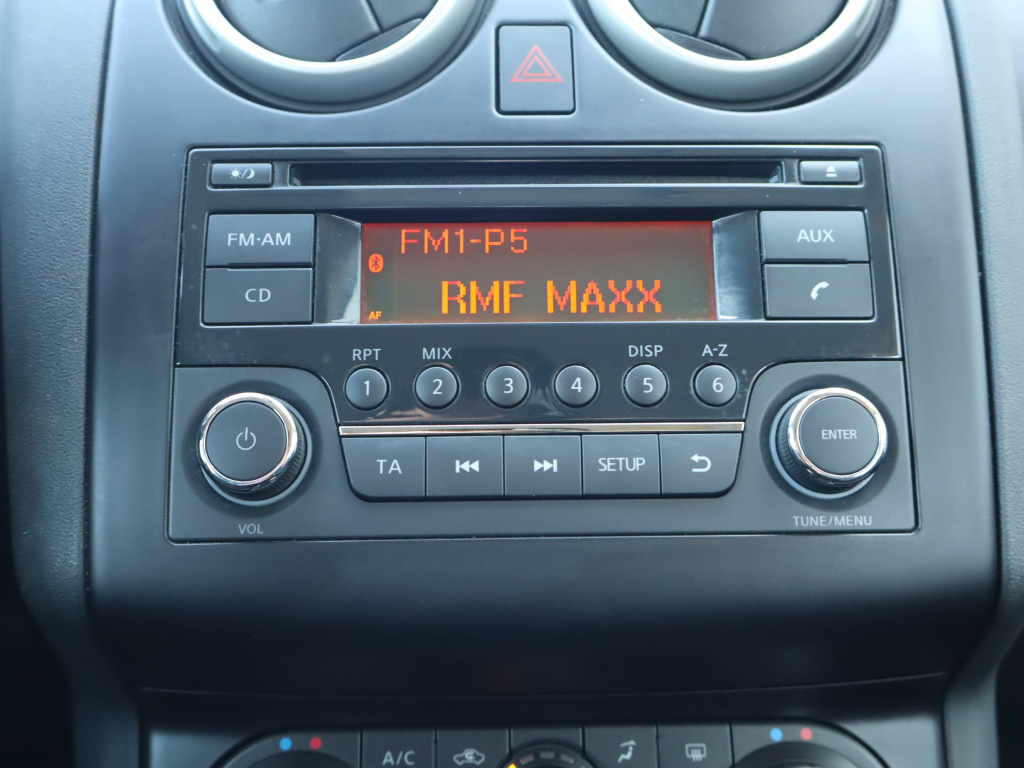 FM·AM
CD
FM1-P5
RMF MAXX
AF
AUX
RPT
MIX
DISP
A-Z
1
2
3
4
5
6
TA
SETUP
ENTER
VOL
TUNE/MENU
A/C